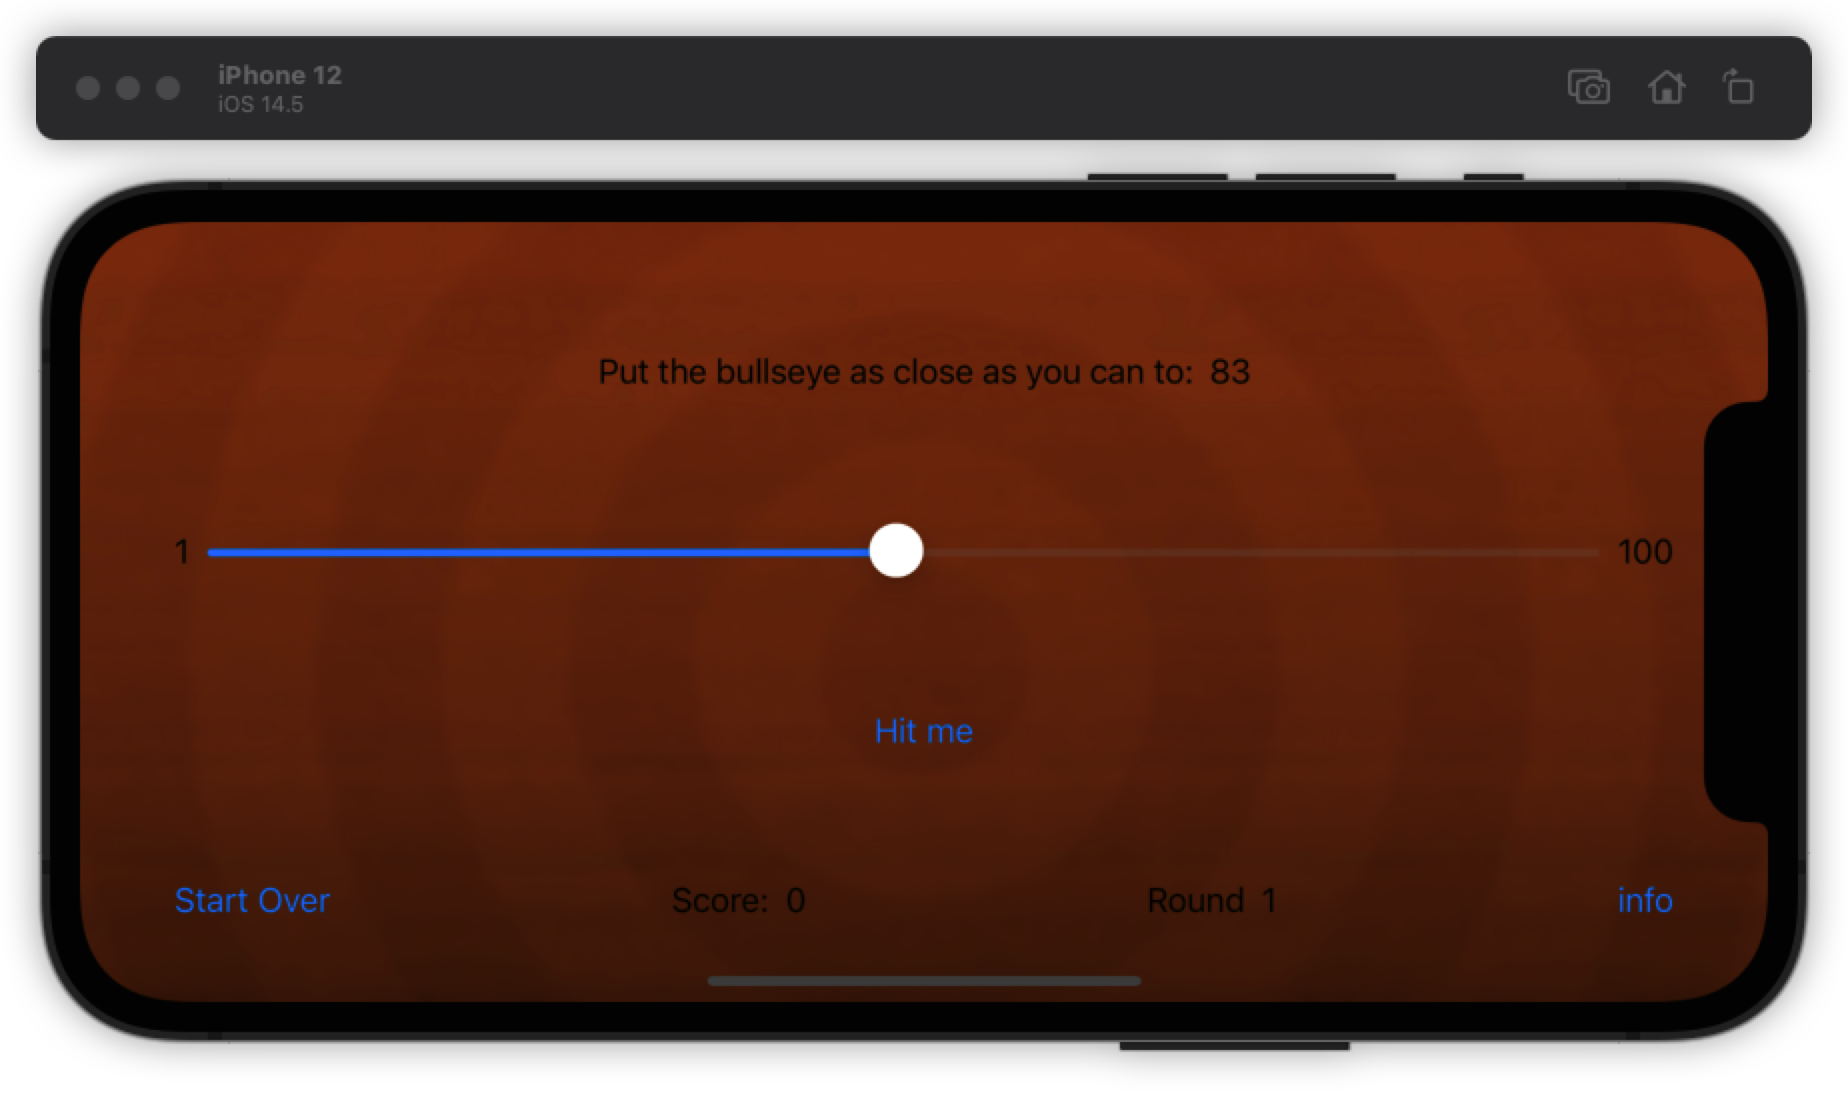 iPhone 12
iOS 14.5
Put the bullseye as close as you can to: 83
1 100
Hit me
Start Over Score: 0 Round 1 info